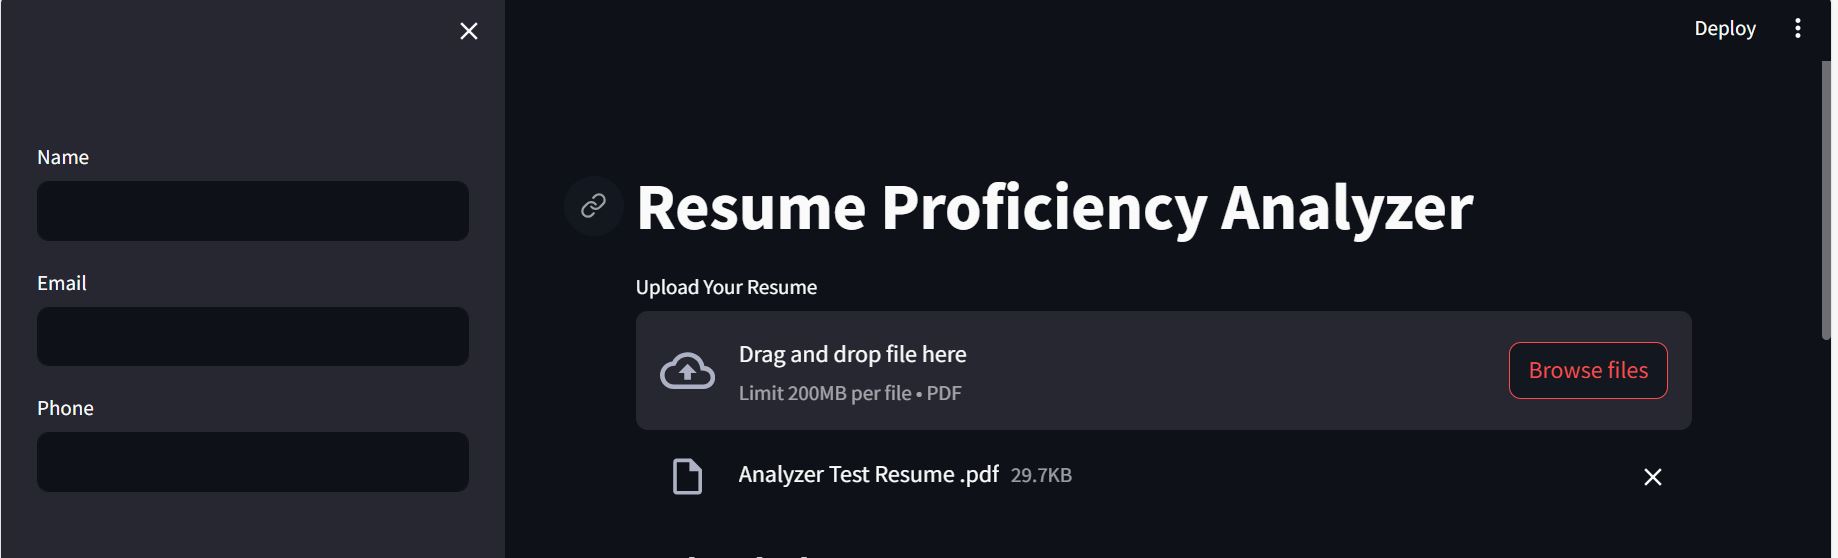 Deploy
Name
Email
Phone
Resume Proficiency Analyzer
Upload Your Resume
Drag and drop file here
Limit 200MB per file • PDF
Browse files
Analyzer Test Resume .pdf 29.7KB